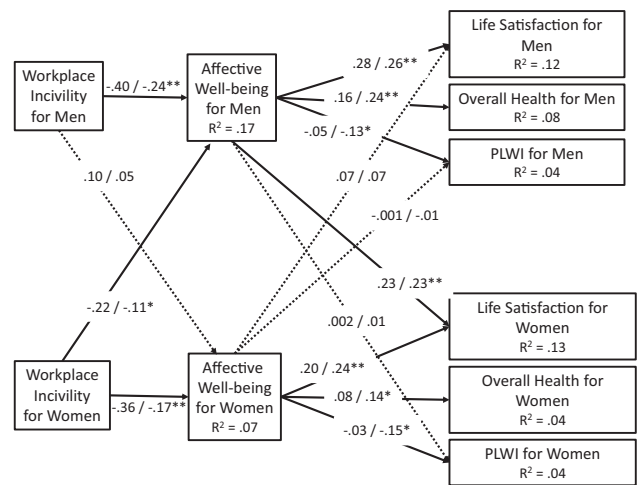 Workplace
Incivility
for Men
-.40 / -.24**
Affective
Well-being
for Men
R² = .17
.28 / .26**
.16 / .24**
-.05 / -.13*
Life Satisfaction for
Men
R² = .12
Overall Health for Men
R² = .08
PLWI for Men
R² = .04
.10 / .05
.07 / .07
-.001 / -.01
-.22 / -.11*
.23 / .23**
.002 / .01
Workplace
Incivility
for Women
-.36 / -.17**
Affective
Well-being
for Women
R² = .07
.20 / .24**
.08 / .14*
-.03 / -.15*
Life Satisfaction for
Women
R² = .13
Overall Health for
Women
R² = .04
PLWI for Women
R² = .04